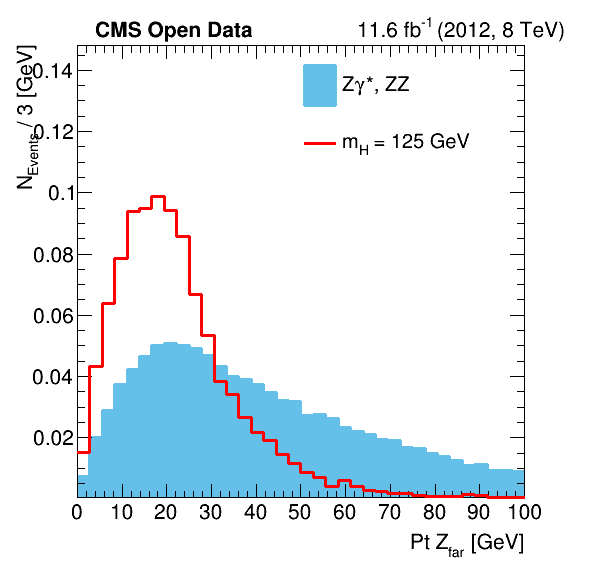 CMS Open Data
11.6 fb⁻¹ (2012, 8 TeV)
N_Events / 3 [GeV]
Zγ*, ZZ
m_H = 125 GeV
0.14
0.12
0.1
0.08
0.06
0.04
0.02
0 10 20 30 40 50 60 70 80 90 100
Pt Z_far [GeV]